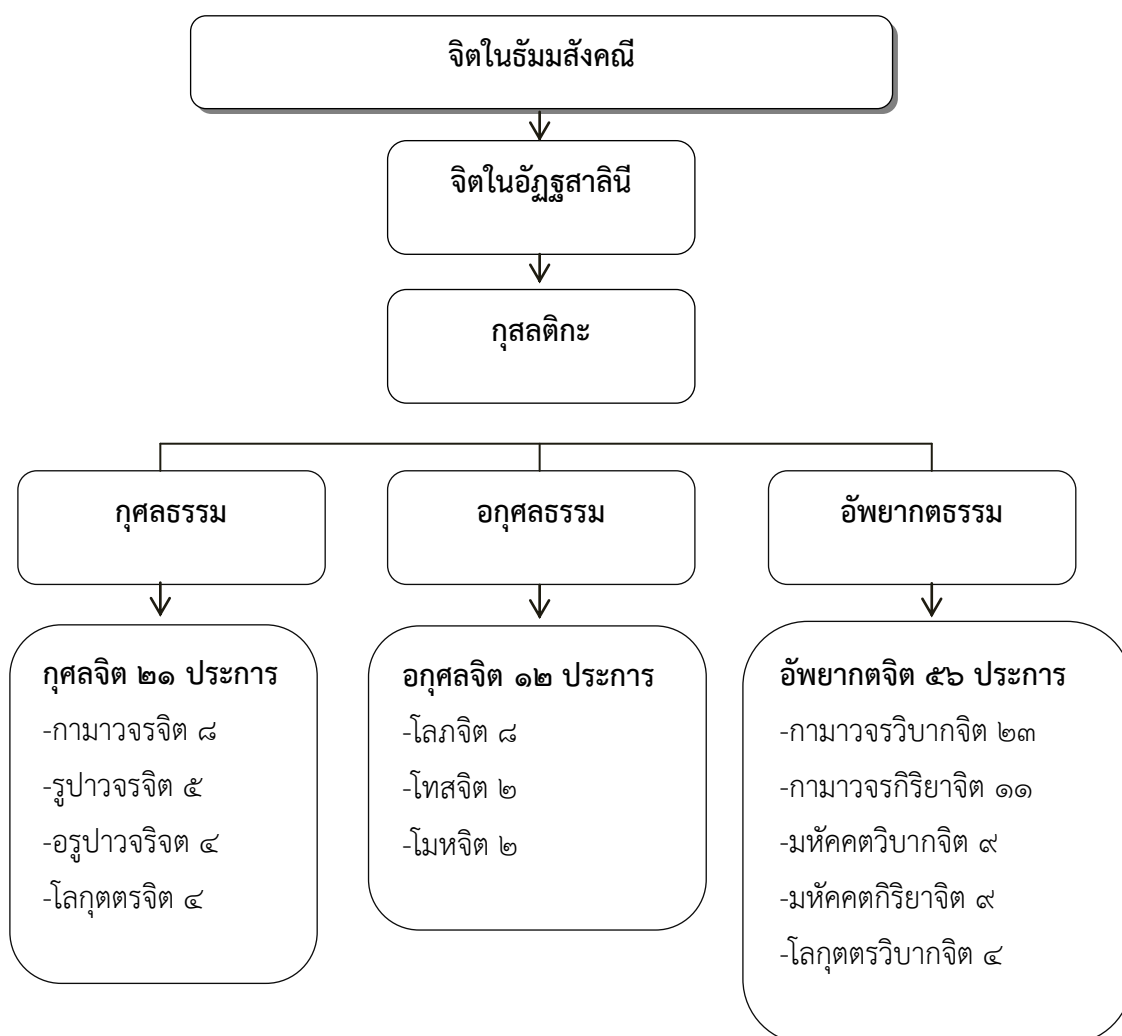 จิตในธัมมสังคณี
จิตในอัฏฐสาลินี
กุสลติกะ
กุศลธรรม
อกุศลธรรม
อัพยากตธรรม
กุศลจิต ๒๑ ประการ
-กามาวจรจิต ๘
-รูปาวจรจิต ๕
-อรูปาวจริจต ๔
-โลกุตตรจิต ๔
อกุศลจิต ๑๒ ประการ
-โลภจิต ๘
-โทสจิต ๒
-โมหจิต ๒
อัพยากตจิต ๕๖ ประการ
-กามาวจรวิบากจิต ๒๓
-กามาวจรกิริยาจิต ๑๑
-มหัคคตวิบากจิต ๙
-มหัคคตกิริยาจิต ๙
-โลกุตตรวิบากจิต ๔